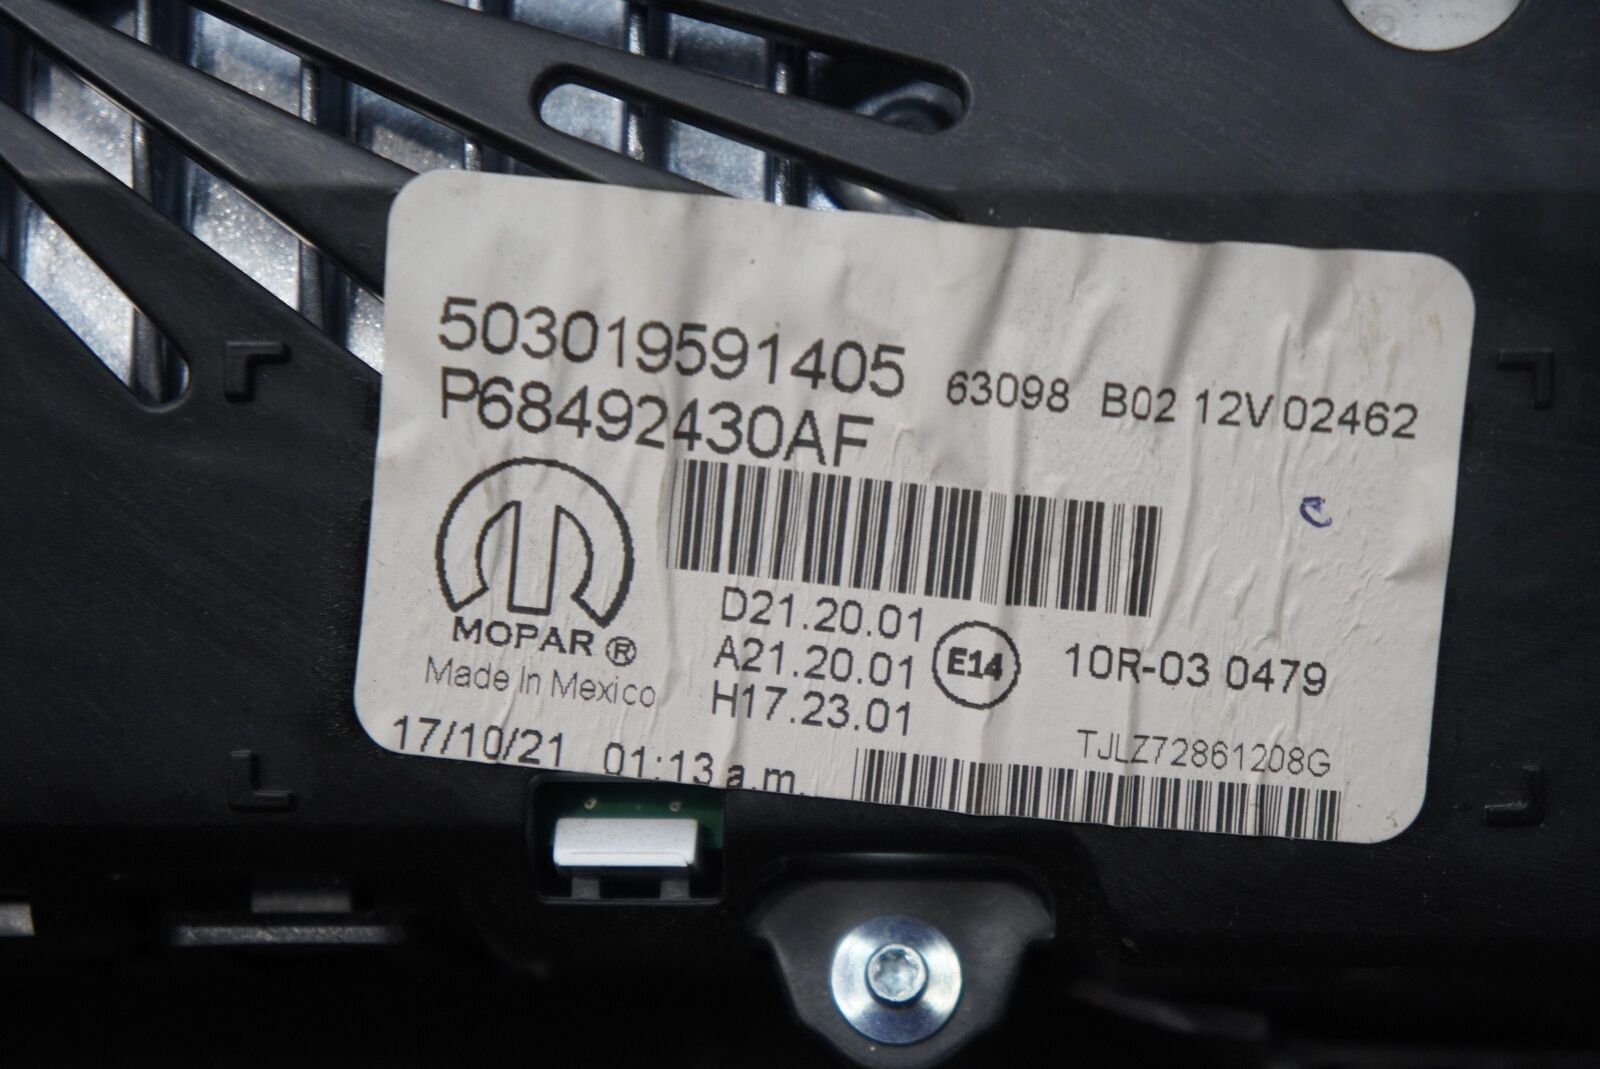 503019591405 63098 B02 12V 02462
P68492430AF
MOPAR®
Made In Mexico
D21.20.01
A21.20.01
H17.23.01
E14 10R-03 0479
17/10/21 01:13 a.m.
TJLZ72861208G